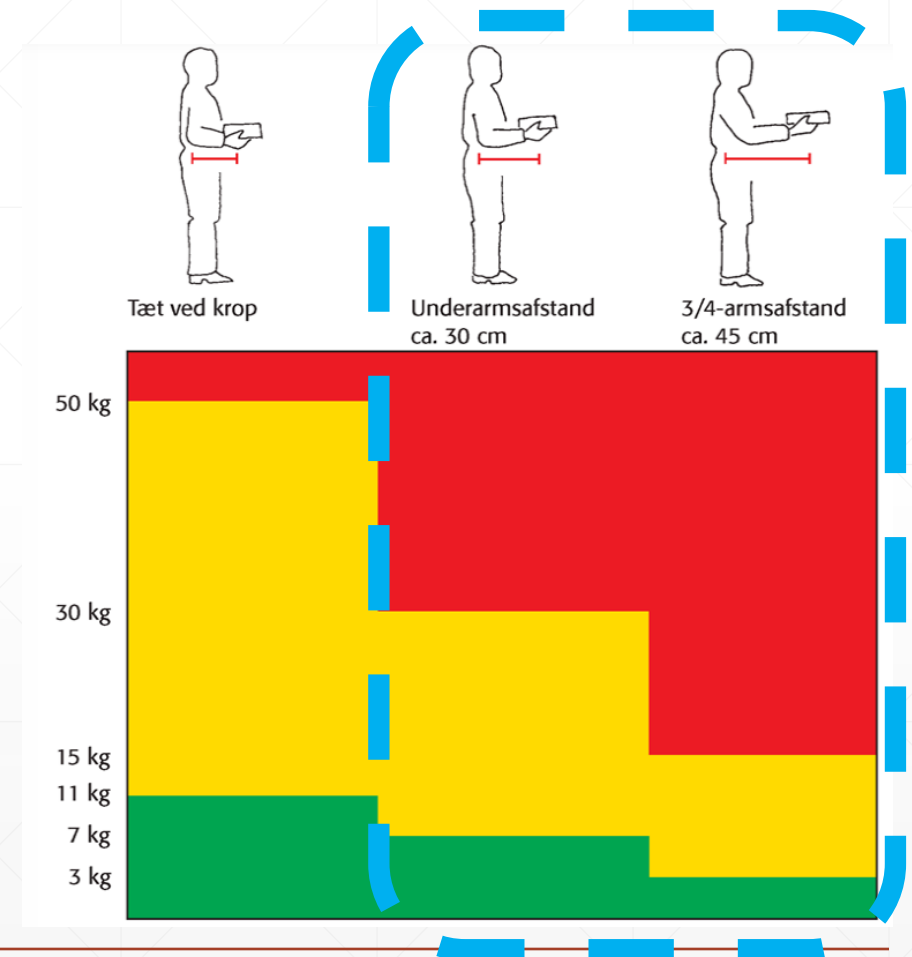 Tæt ved krop
Underarmsafstand
ca. 30 cm
3/4-armsafstand
ca. 45 cm
50 kg
30 kg
15 kg
11 kg
7 kg
3 kg